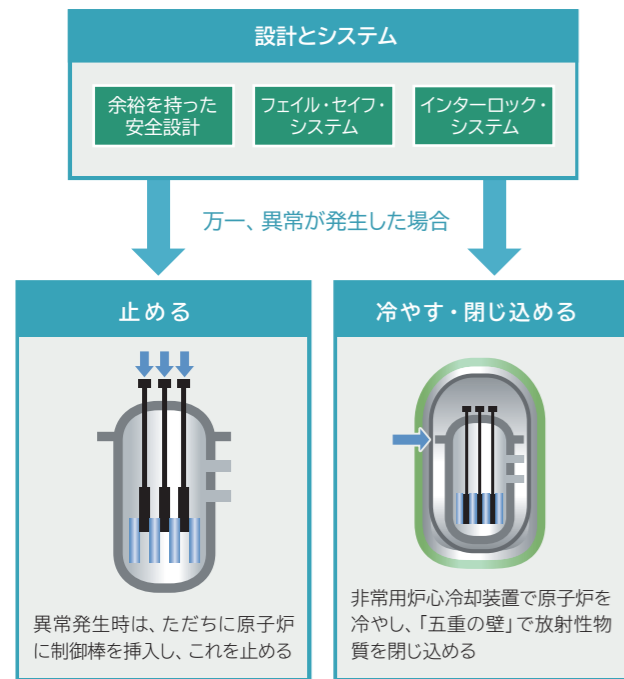 設計とシステム
余裕を持った
安全設計
フェイル・セイフ・
システム
インターロック・
システム
万一、異常が発生した場合
止める
異常発生時は、ただちに原子炉
に制御棒を挿入し、これを止める
冷やす・閉じ込める
非常用炉心冷却装置で原子炉を
冷やし、「五重の壁」で放射性物
質を閉じ込める